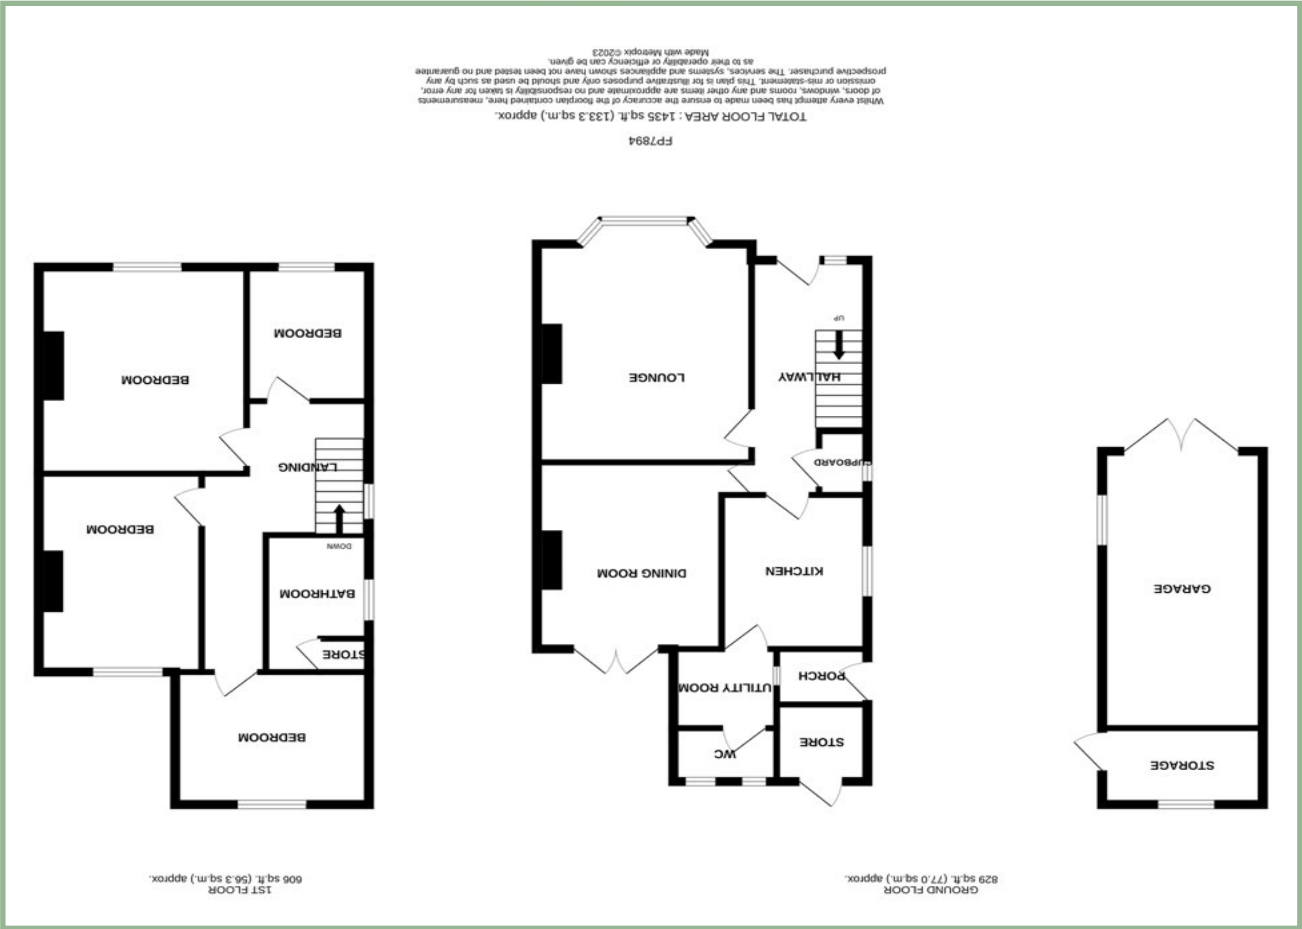 GROUND FLOOR
829 sq.ft. (77.0 sq.m.) approx.
1ST FLOOR
606 sq.ft. (56.3 sq.m.) approx.
STORAGE
GARAGE
STORE
WC
PORCH
UTILITY ROOM
KITCHEN
DINING ROOM
CUPBOARD
HALLWAY
LOUNGE
UP
BEDROOM
STORE
BATHROOM
DOWN
BEDROOM
LANDING
BEDROOM
BEDROOM
FP7894
TOTAL FLOOR AREA : 1435 sq.ft. (133.3 sq.m.) approx.
Whilst every attempt has been made to ensure the accuracy of the floorplan contained here, measurements
of doors, windows, rooms and any other items are approximate and no responsibility is taken for any error,
omission or mis-statement. This plan is for illustrative purposes only and should be used as such by any
prospective purchaser. The services, systems and appliances shown have not been tested and no guarantee
as to their operability or efficiency can be given.
Made with Metropix ©2023